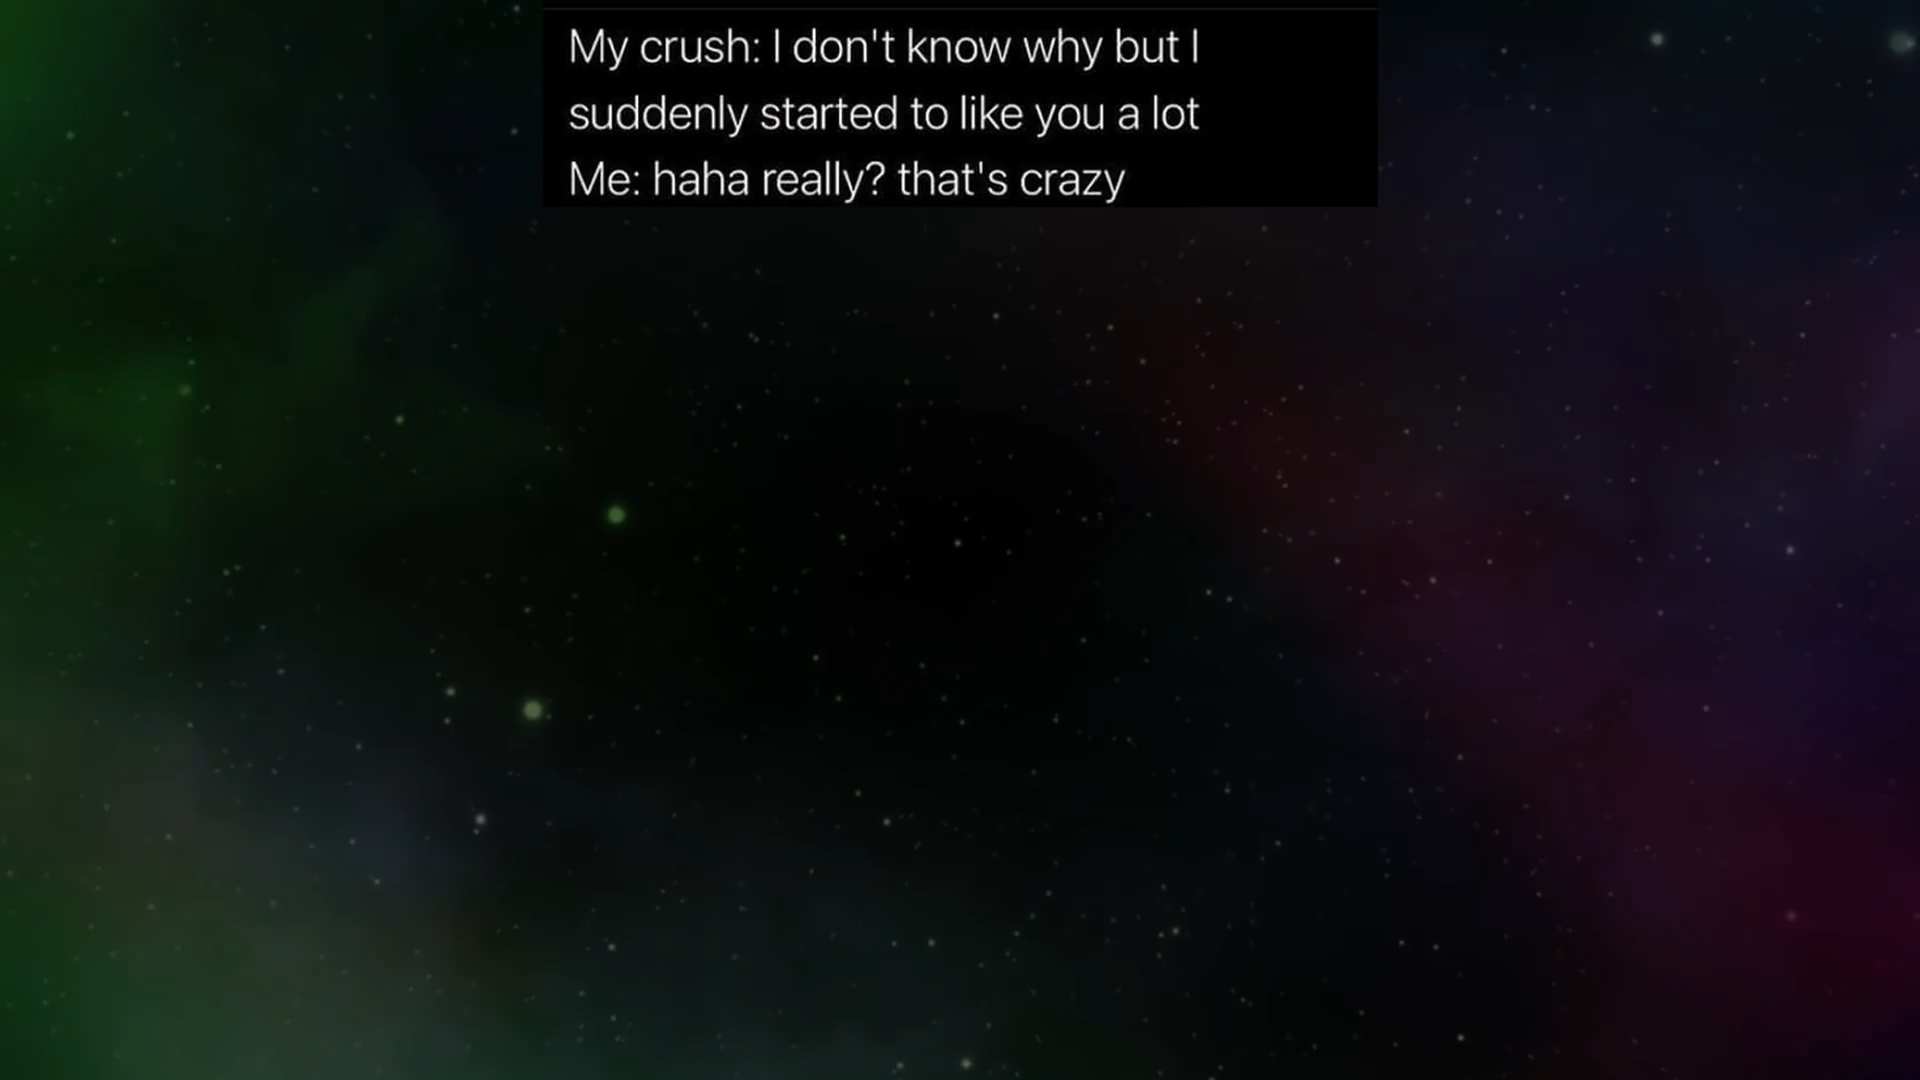 My crush: I don't know why but I
suddenly started to like you a lot
Me: haha really? that's crazy